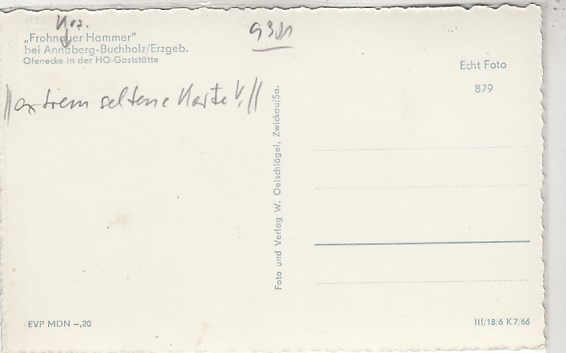 „Frohnauer Hammer"
bei Annaberg-Buchholz/Erzgeb.
Ofenecke in der HO-Gaststätte
Echt Foto
879
extrem seltene Karte!
Foto und Verlag W. Oelschlägel, Zwickau/Sa.
EVP MDN –,20
III/18/6 K 7/66